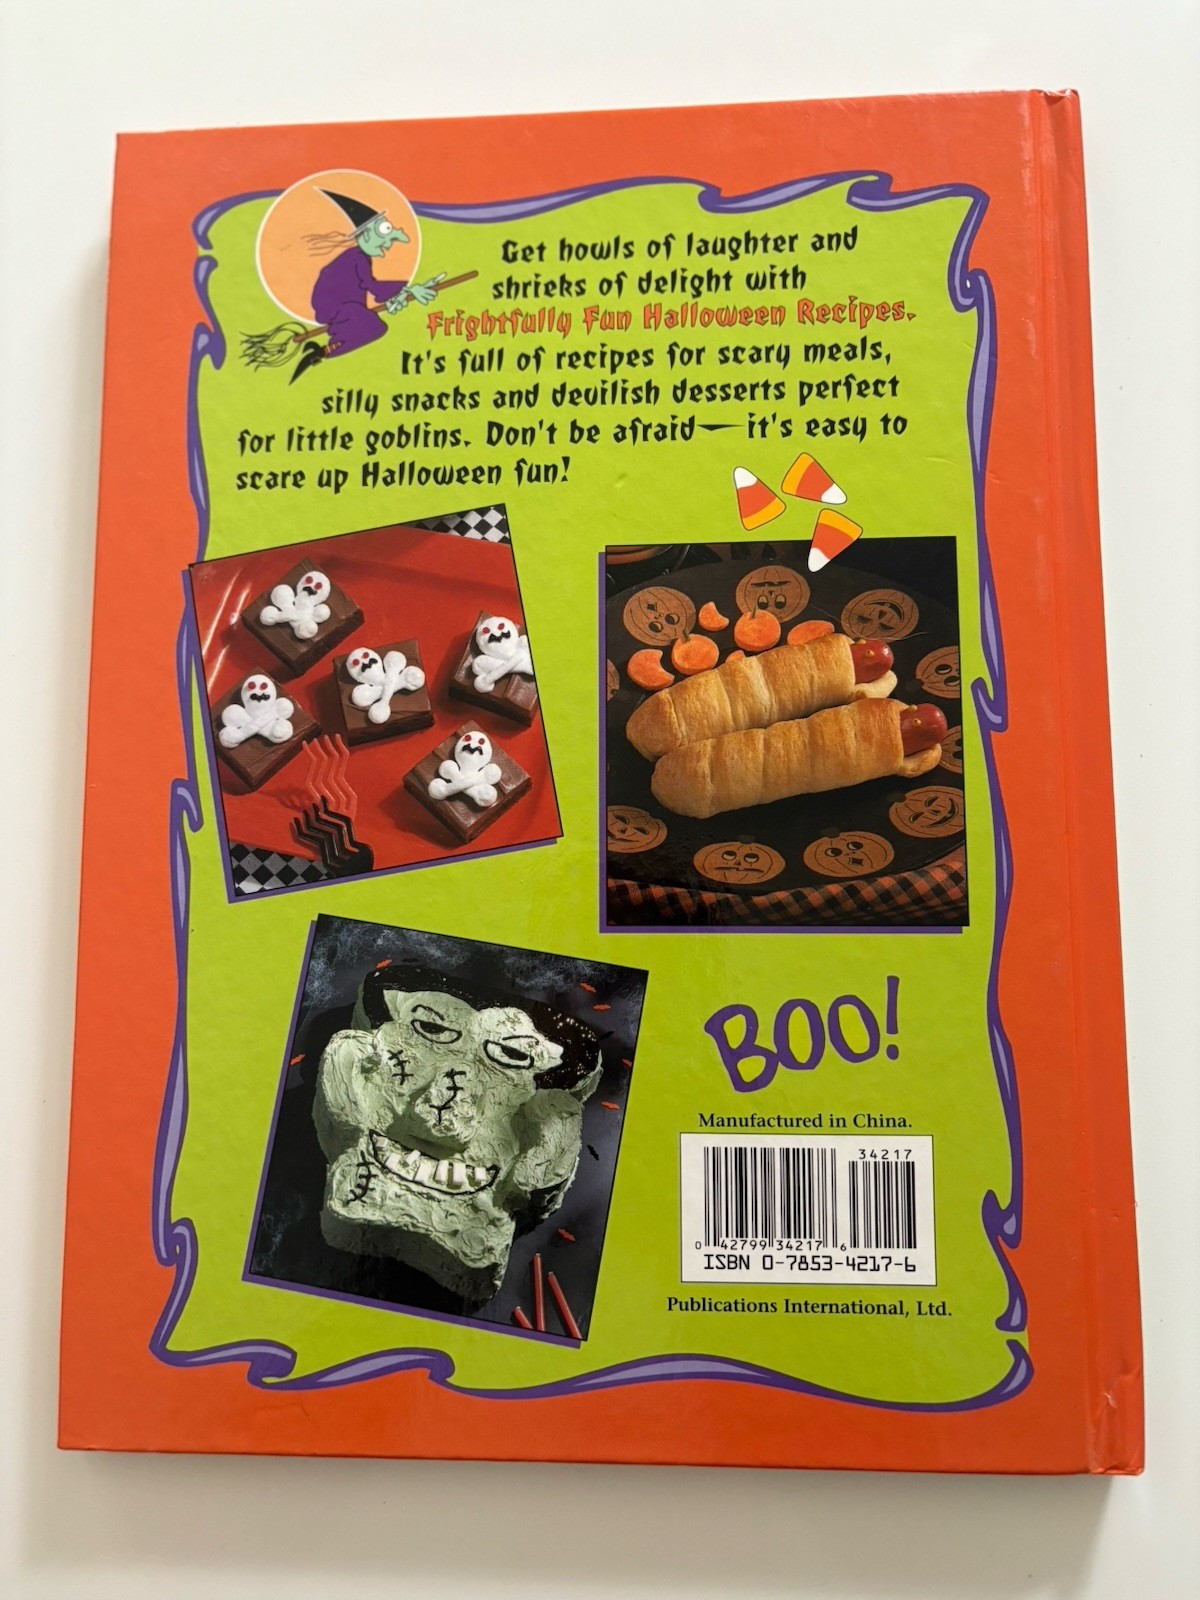 Get howls of laughter and
shrieks of delight with
Frightfully Fun Halloween Recipes.
It's full of recipes for scary meals,
silly snacks and devilish desserts perfect
for little goblins. Don't be afraid—it's easy to
scare up Halloween fun!
BOO!
Manufactured in China.
34217
0 42799 34217 6
ISBN 0-7853-4217-6
Publications International, Ltd.